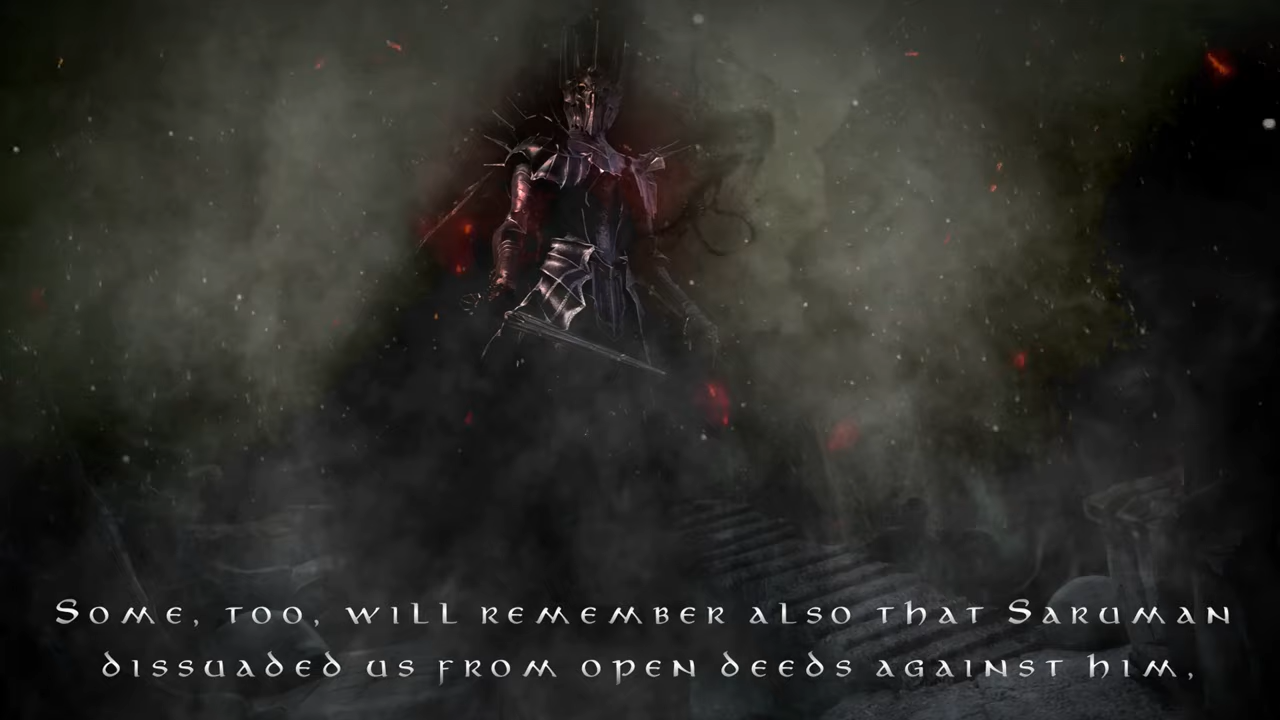 Some, too, will remember also that Saruman
dissuaded us from open deeds against him,